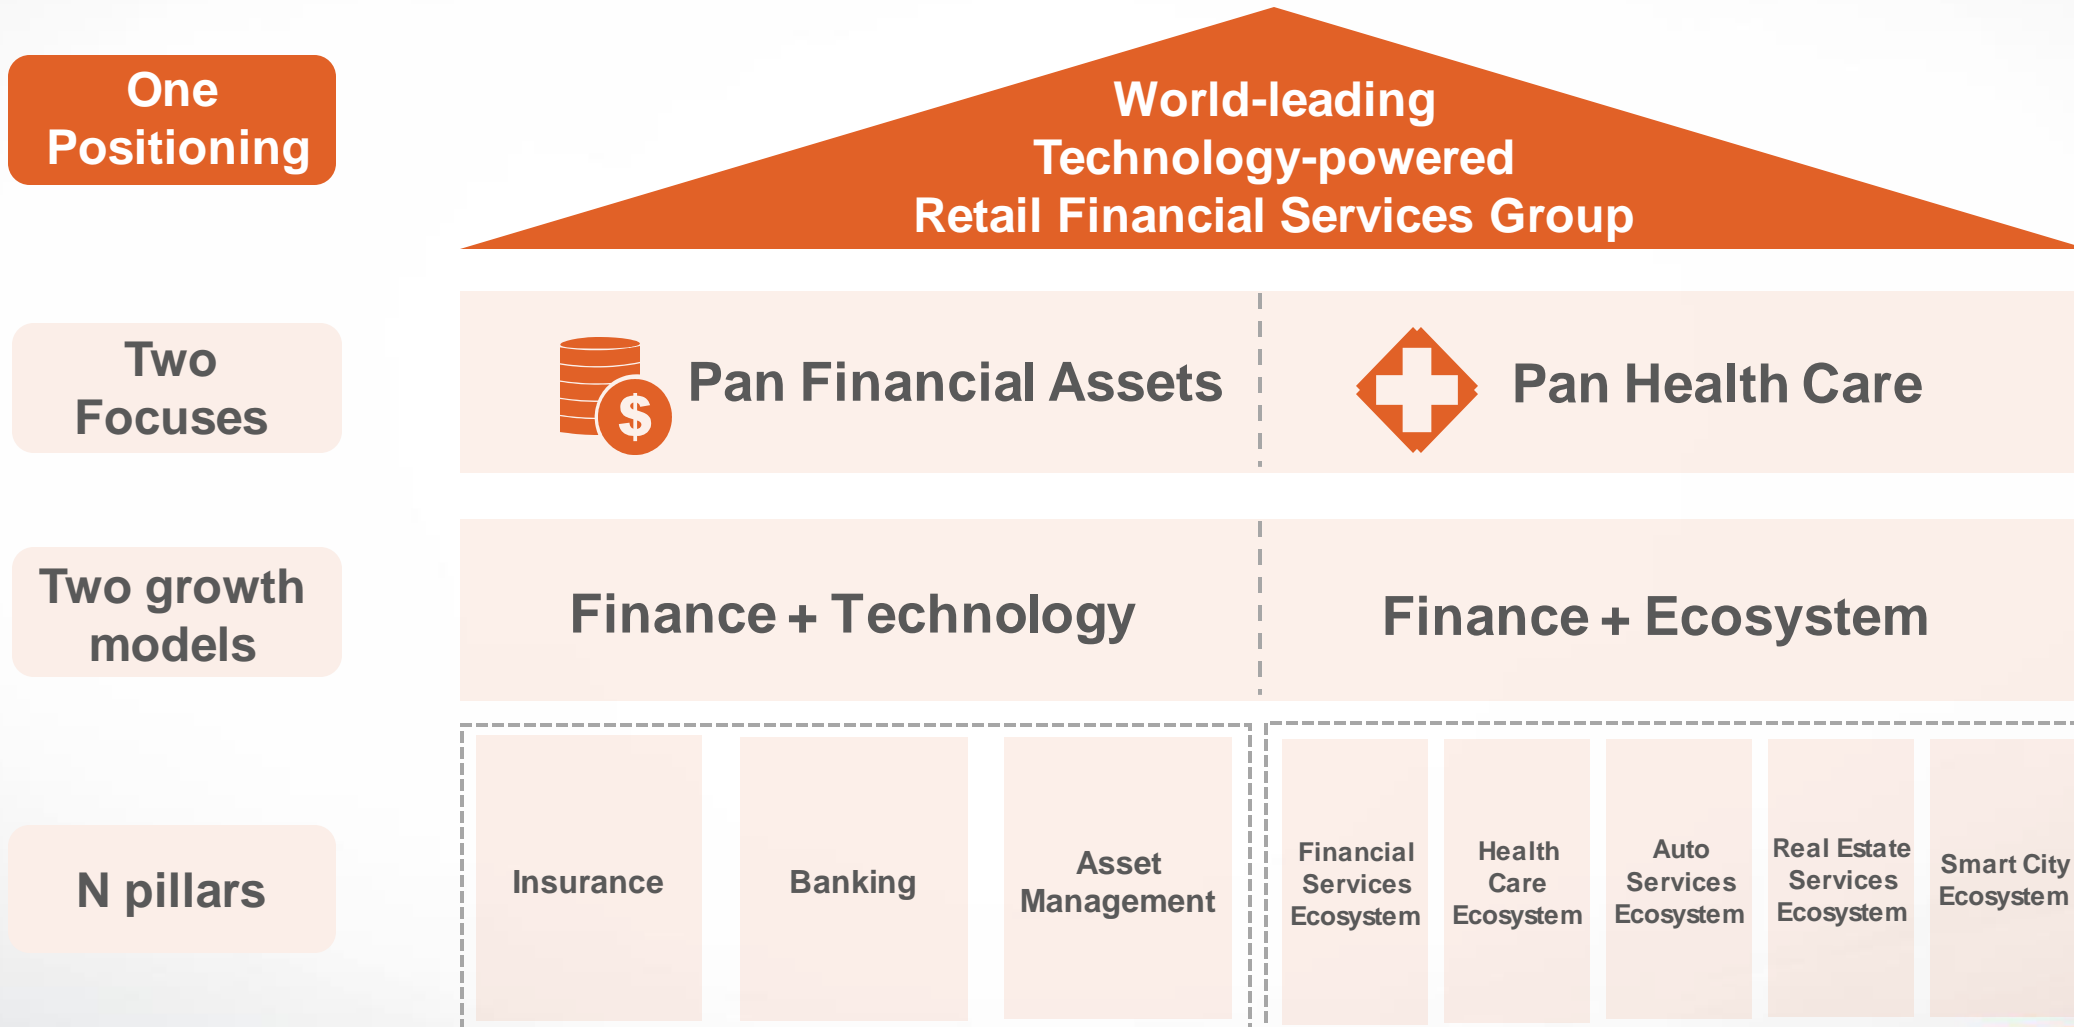 One
Positioning
World-leading
Technology-powered
Retail Financial Services Group
Two
Focuses
$
Pan Financial Assets
Pan Health Care
Two growth
models
Finance + Technology
Finance + Ecosystem
N pillars
Insurance
Banking
Asset
Management
Financial
Services
Ecosystem
Health
Care
Ecosystem
Auto
Services
Ecosystem
Real Estate
Services
Ecosystem
Smart City
Ecosystem